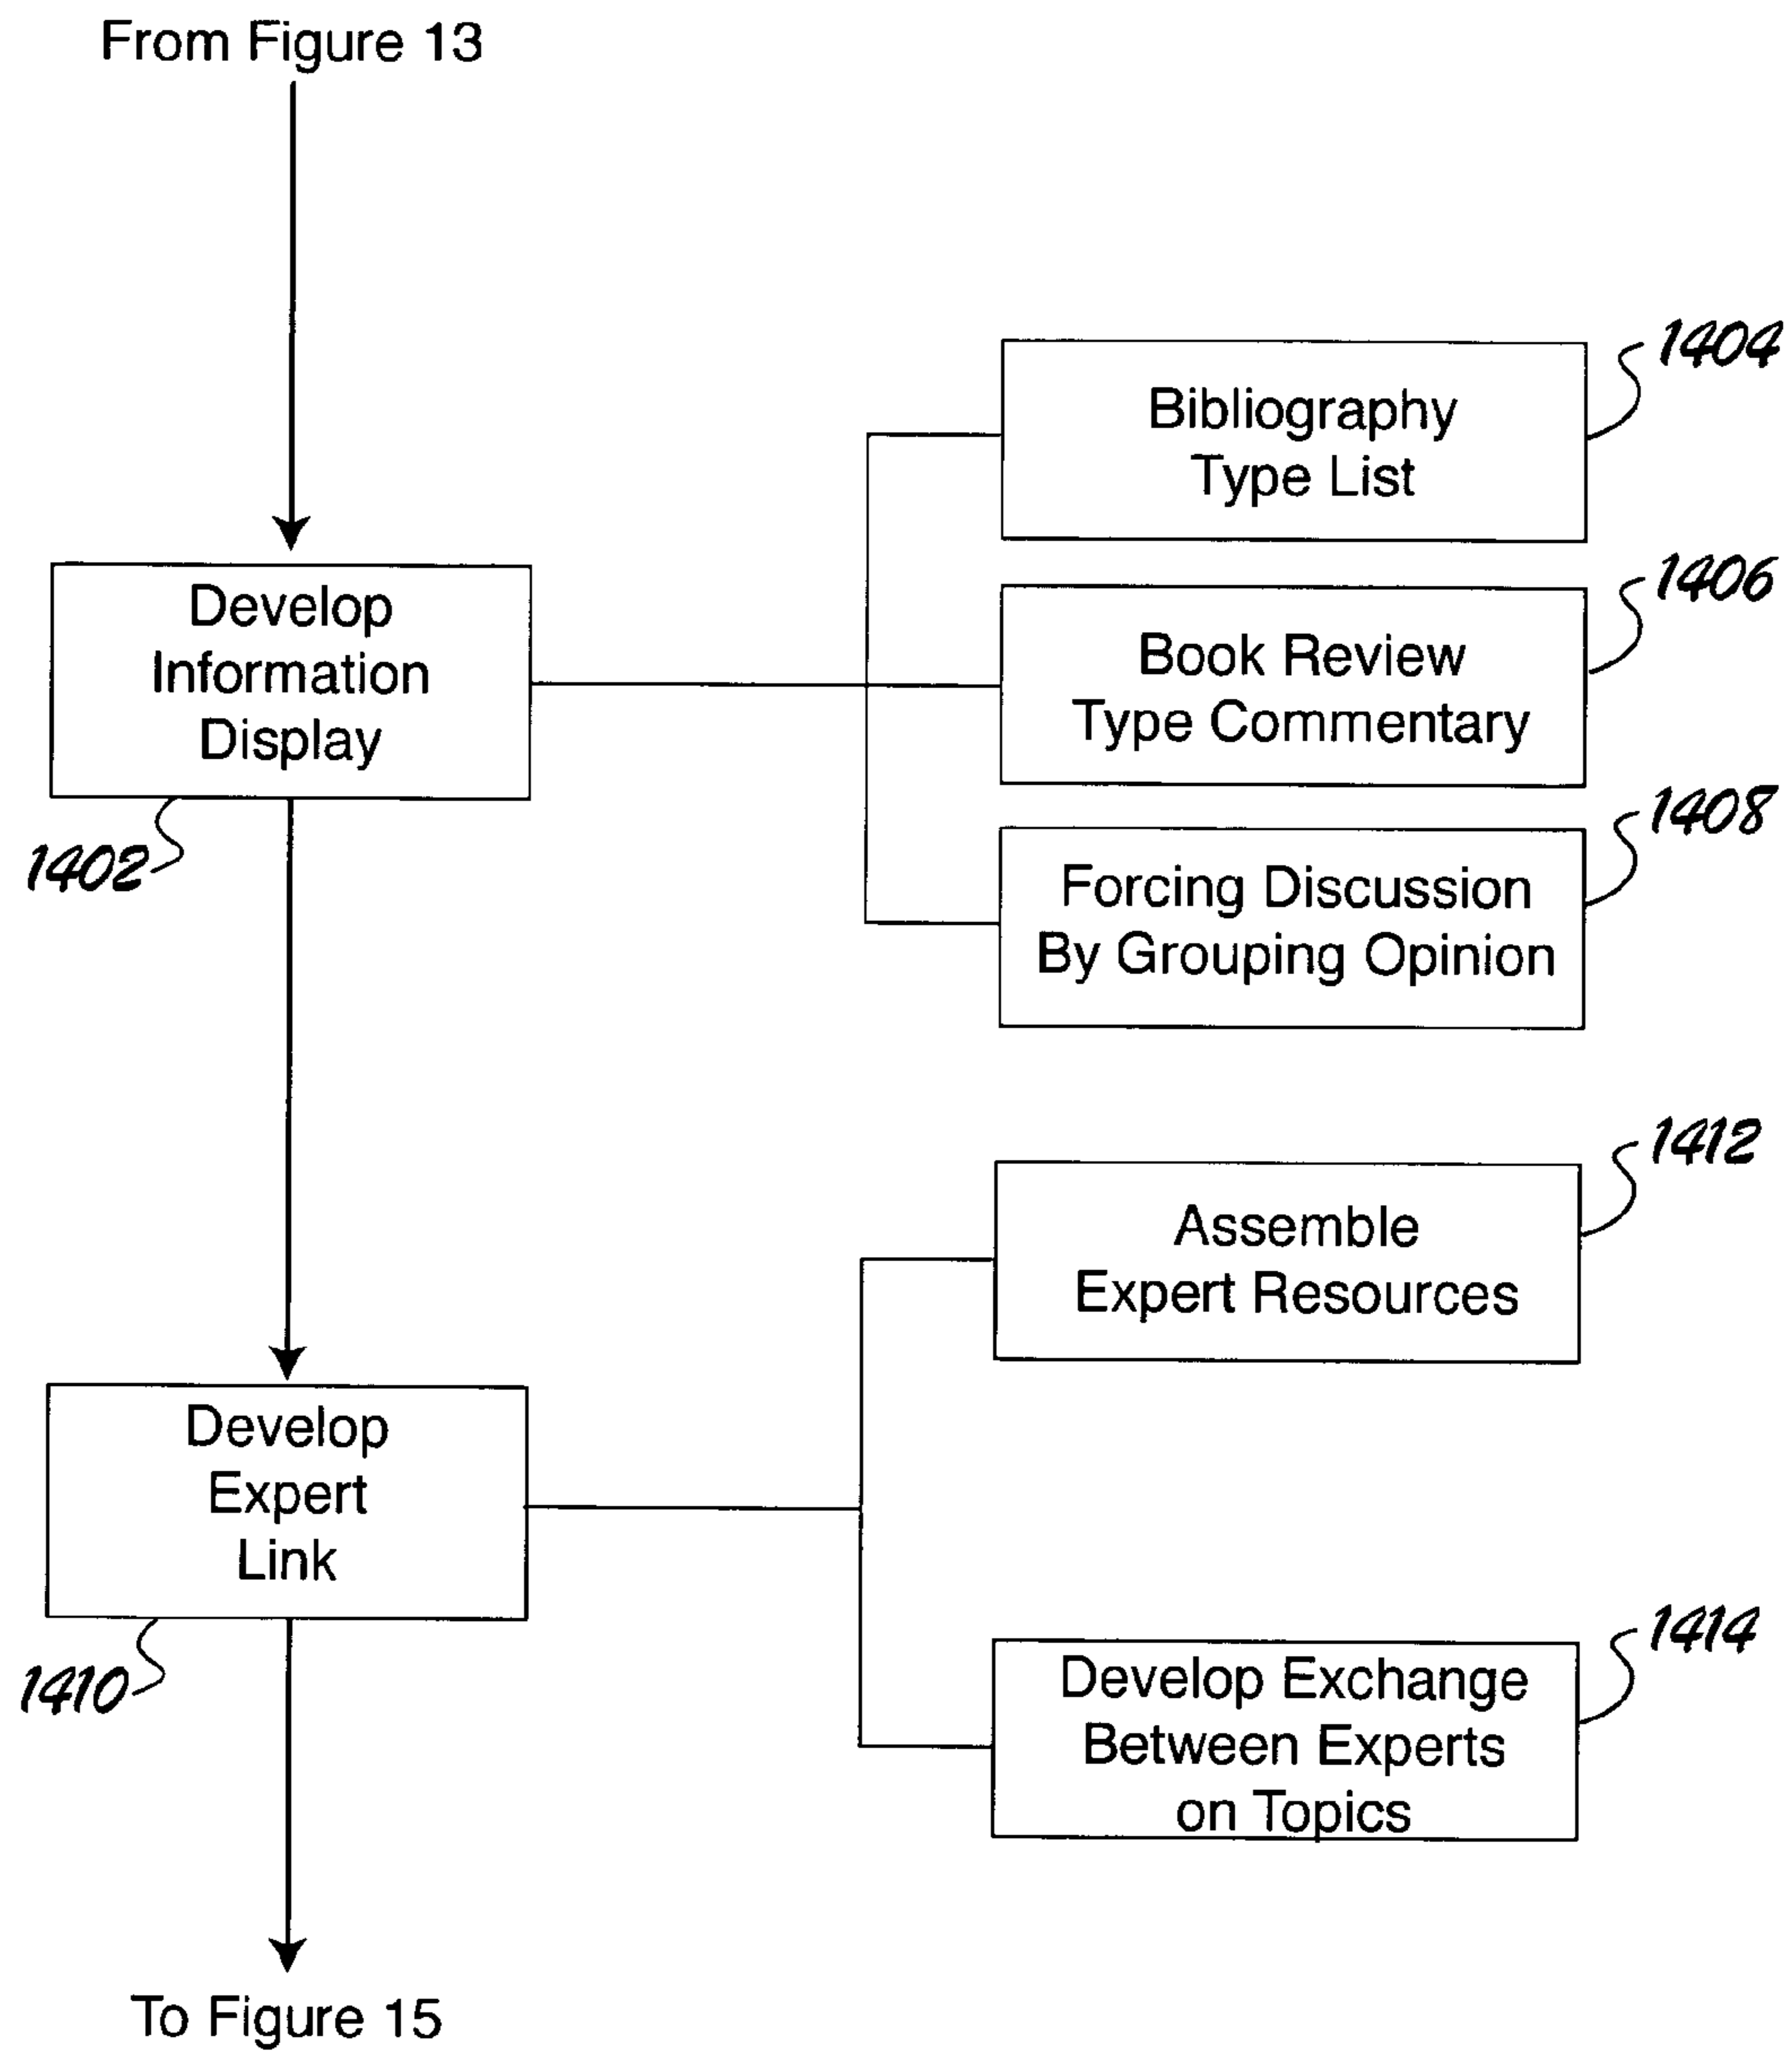 From Figure 13
1404
Bibliography
Type List
1406
Develop
Information
Display
Book Review
Type Commentary
1402
1408
Forcing Discussion
By Grouping Opinion
1412
Assemble
Expert Resources
Develop
Expert
Link
1410
1414
Develop Exchange
Between Experts
on Topics
To Figure 15